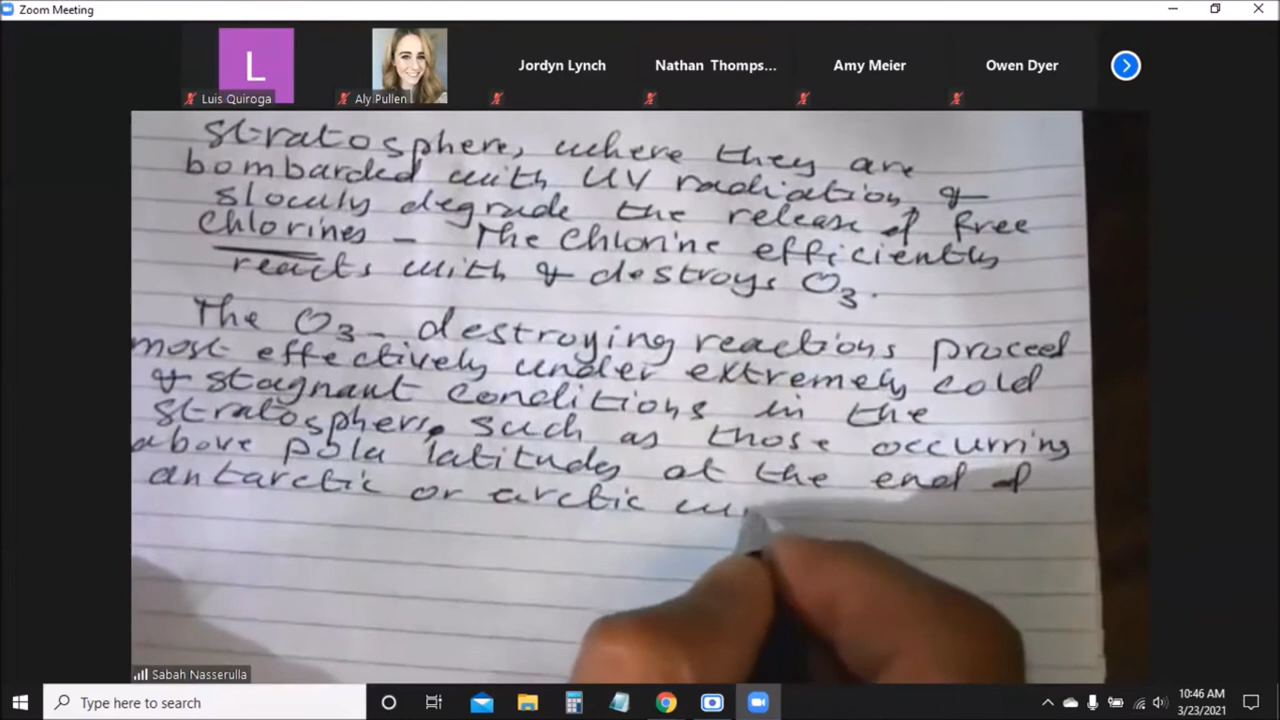 Zoom Meeting
L
Luis Quiroga
Aly Pullen
Jordyn Lynch
Nathan Thomps...
Amy Meier
Owen Dyer
stratosphere, where they are
bombarded with UV radiation &
slowly degrade the release of free
Chlorines - The Chlorine efficiently
reacts with & destroys O3.
The O3 - destroying reactions proceed
most effectively under extremely cold
& stagnant conditions in the
stratosphere, such as those occurring
above pola latitudes at the end of
antarctic or arctic
Sabah Nasserulla
Type here to search
10:46 AM
3/23/2021